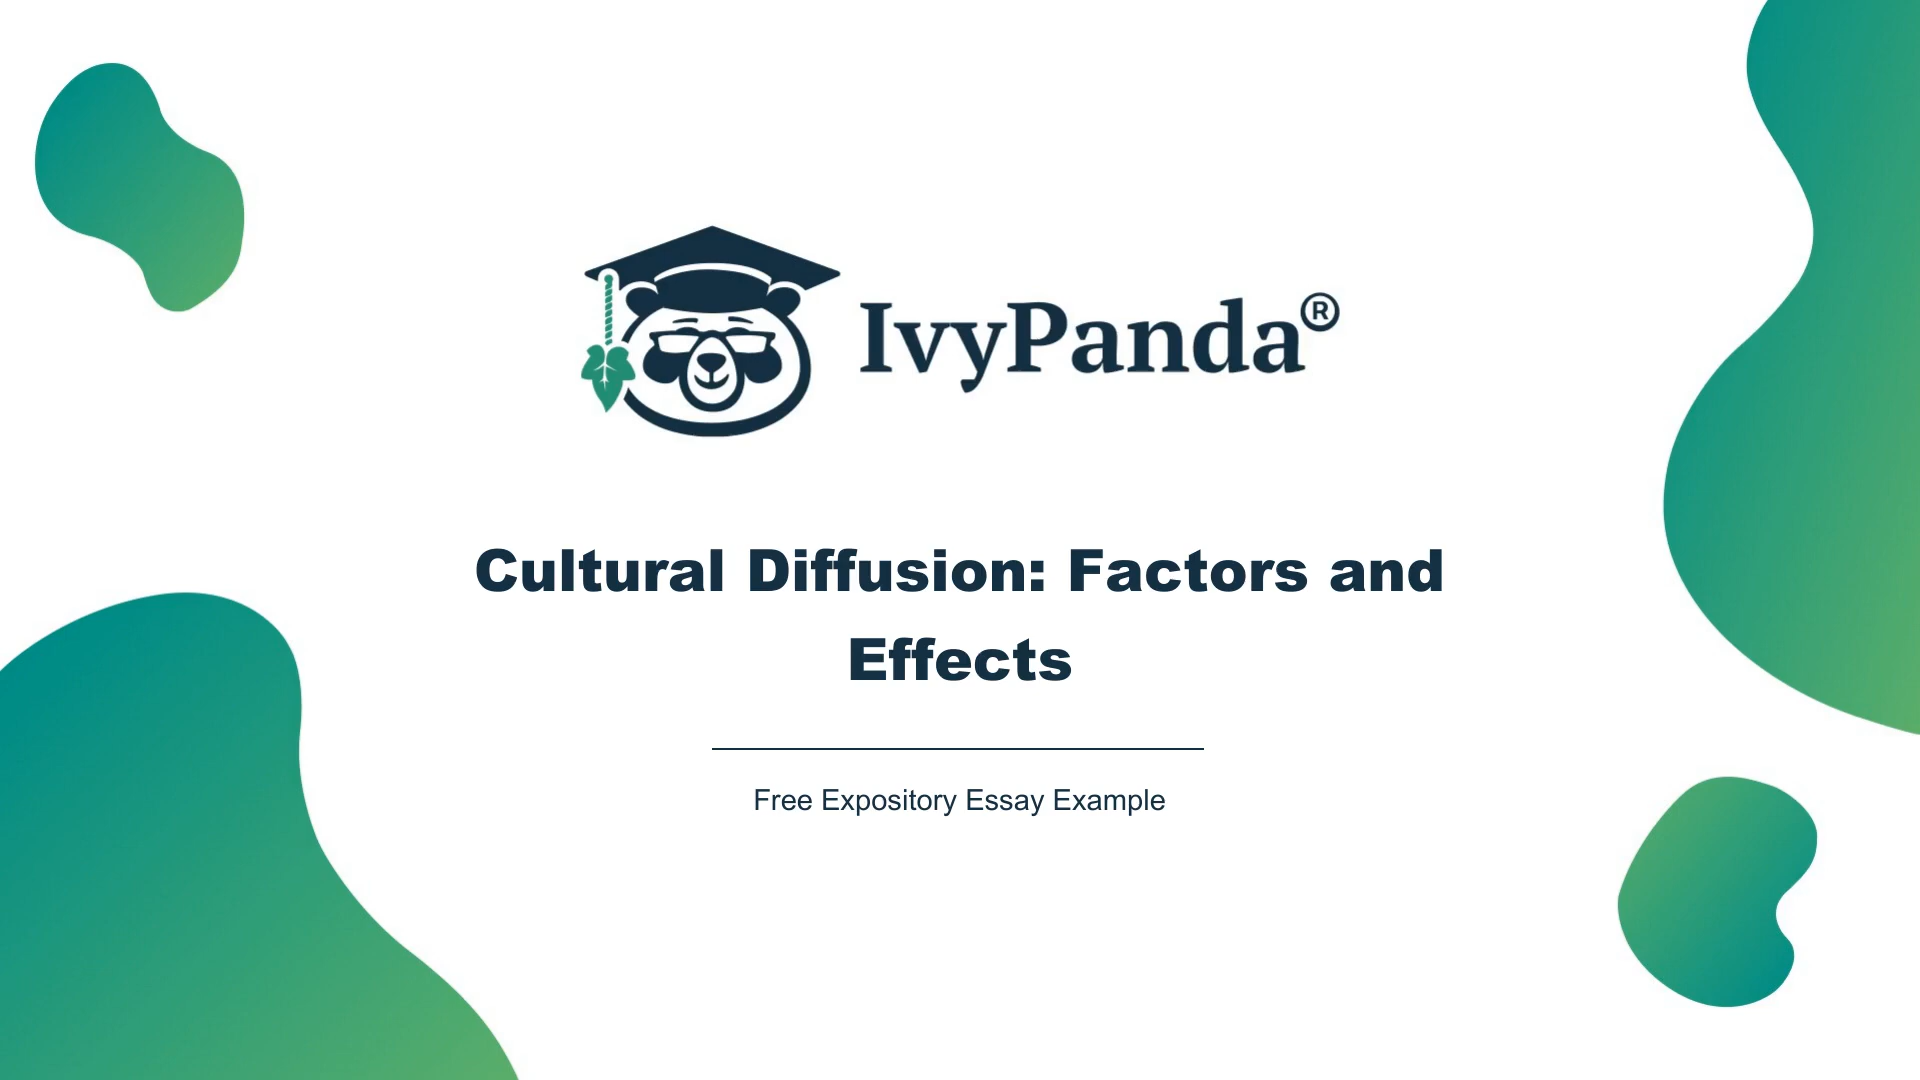 IvyPanda®
Cultural Diffusion: Factors and
Effects
Free Expository Essay Example